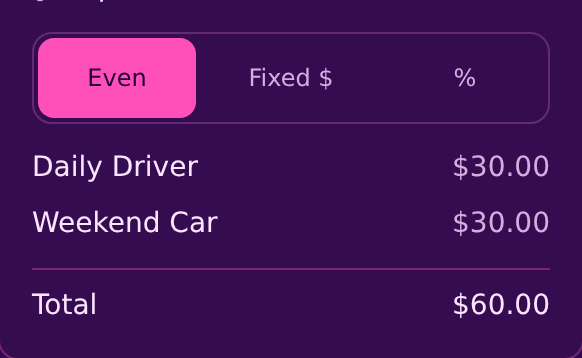 Even Fixed $ %
Daily Driver $30.00
Weekend Car $30.00
Total $60.00